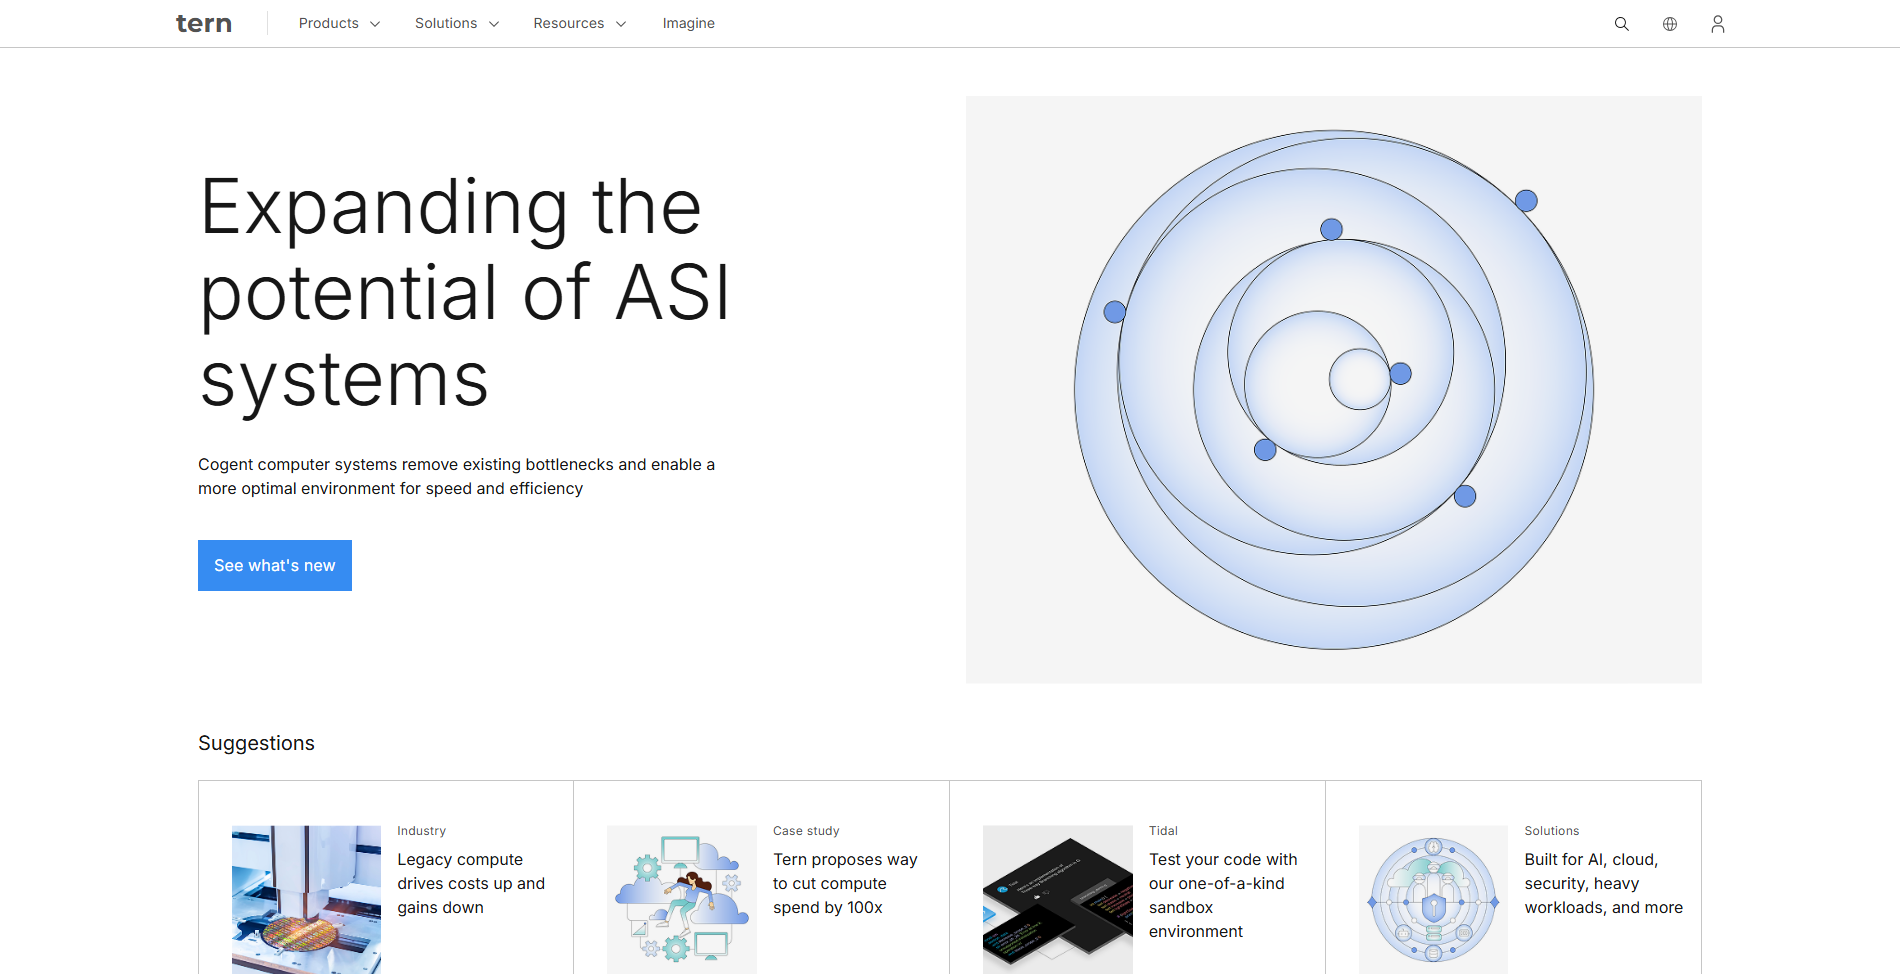 tern
Products
Solutions
Resources
Imagine
Expanding the
potential of ASI
systems
Cogent computer systems remove existing bottlenecks and enable a
more optimal environment for speed and efficiency
See what's new
Suggestions
Industry
Legacy compute
drives costs up and
gains down
Case study
Tern proposes way
to cut compute
spend by 100x
Tidal
Test your code with
our one-of-a-kind
sandbox
environment
Solutions
Built for AI, cloud,
security, heavy
workloads, and more